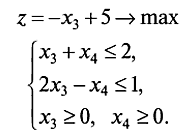 z = −x₃ + 5 → max
x₃ + x₄ ≤ 2,
2x₃ − x₄ ≤ 1,
x₃ ≥ 0, x₄ ≥ 0.